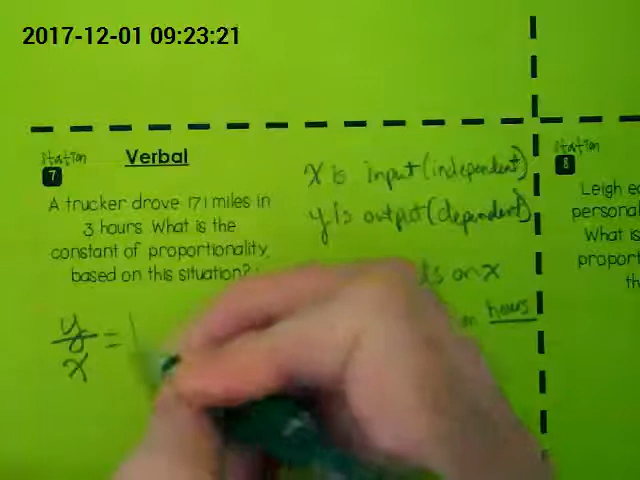 2017-12-01 09:23:21
Station
7
Verbal
A trucker drove 171 miles in
3 hours. What is the
constant of proportionality,
based on this situation?
x is input (independent)
y is output (dependent)
on x
hours
y
x
=
Station
8
Leigh
personal
What is